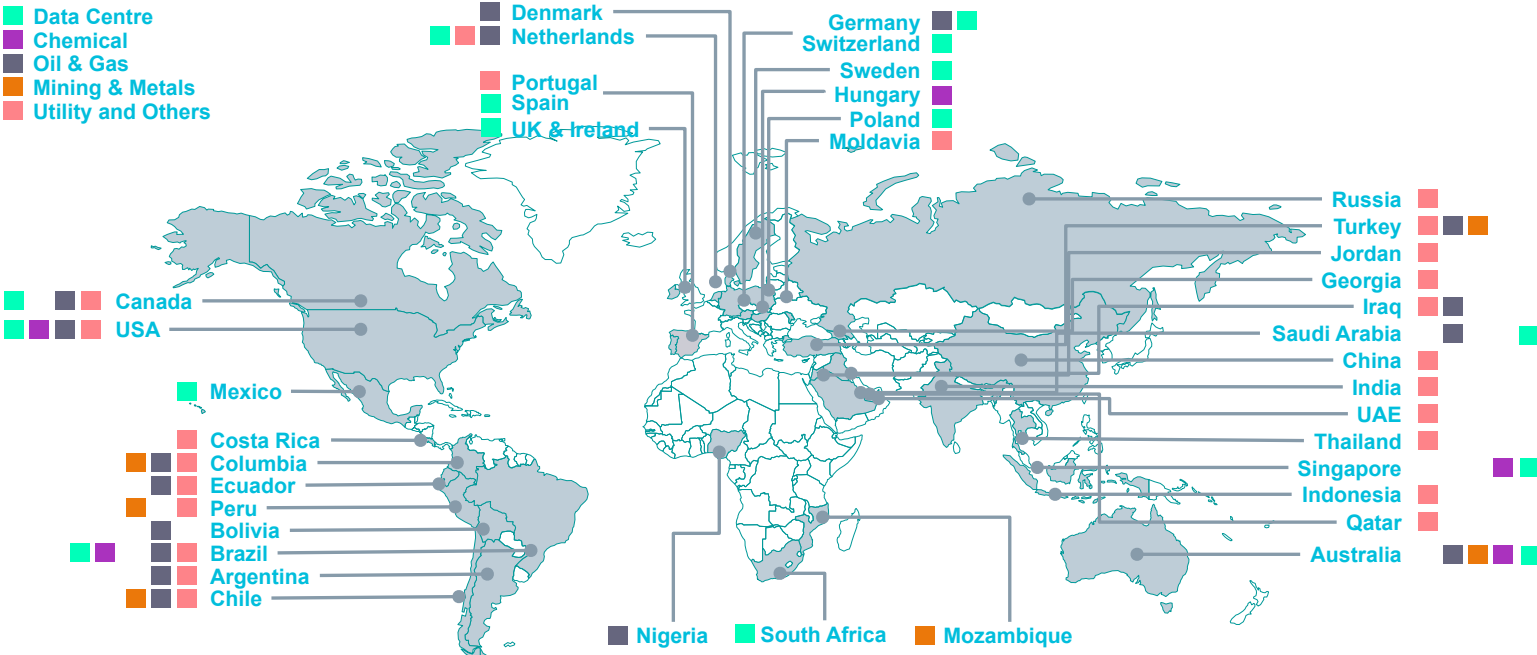 Data Centre
Chemical
Oil & Gas
Mining & Metals
Utility and Others
Denmark
Netherlands
Portugal
Spain
UK & Ireland
Germany
Switzerland
Sweden
Hungary
Poland
Moldavia
Canada
USA
Mexico
Costa Rica
Columbia
Ecuador
Peru
Bolivia
Brazil
Argentina
Chile
Nigeria
South Africa
Mozambique
Russia
Turkey
Jordan
Georgia
Iraq
Saudi Arabia
China
India
UAE
Thailand
Singapore
Indonesia
Qatar
Australia